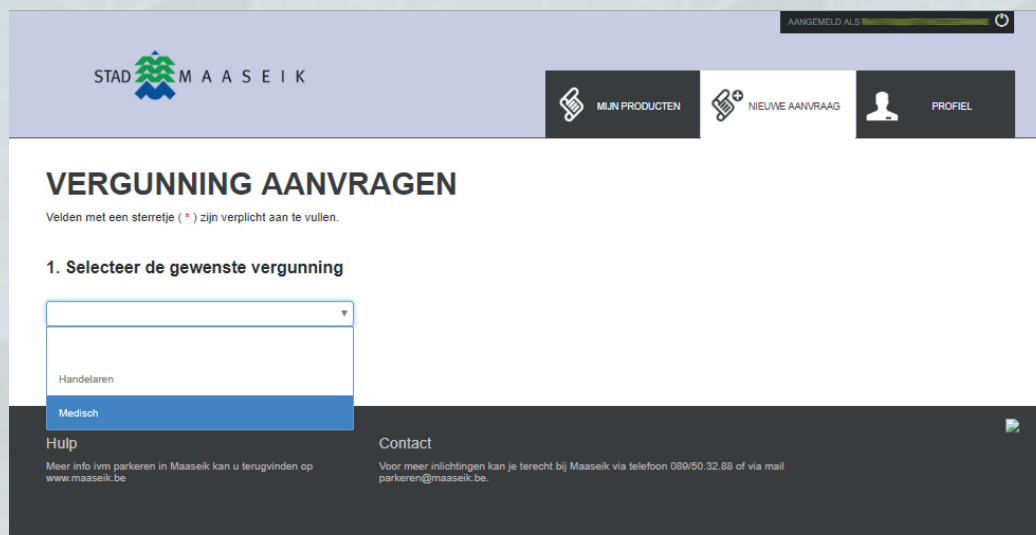 AANGEMELD ALS
STAD MAASEIK
MIJN PRODUCTEN
NIEUWE AANVRAAG
PROFIEL
VERGUNNING AANVRAGEN
Velden met een sterretje ( * ) zijn verplicht aan te vullen.
1. Selecteer de gewenste vergunning
Handelaren
Medisch
Hulp
Meer info ivm parkeren in Maaseik kan u terugvinden op
www.maaseik.be
Contact
Voor meer inlichtingen kan je terecht bij Maaseik via telefoon 089/50.32.88 of via mail
parkeren@maaseik.be.